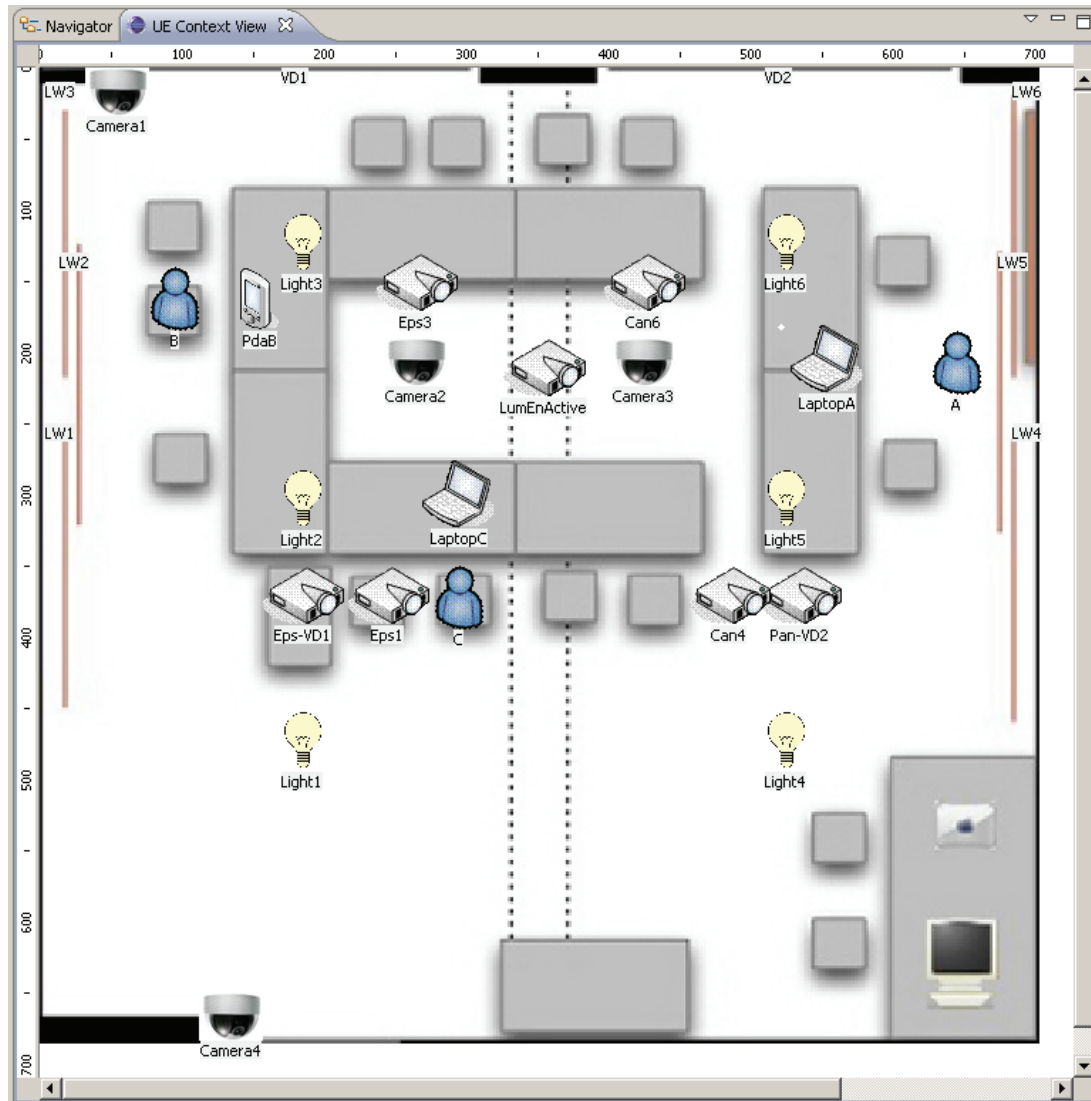 Navigator UE Context View
0 100 200 300 400 500 600 700
VD1 VD2
LW3 LW6
Camera1
100
LW2 LW5
Light3 Light6
Eps3 Can6
B PdaB
200
Camera2 LumEnActive Camera3 LaptopA A
LW1 LW4
300
Light2 LaptopC Light5
400
Eps-VD1 Eps1 C Can4 Pan-VD2
500
Light1 Light4
600
Camera4
700